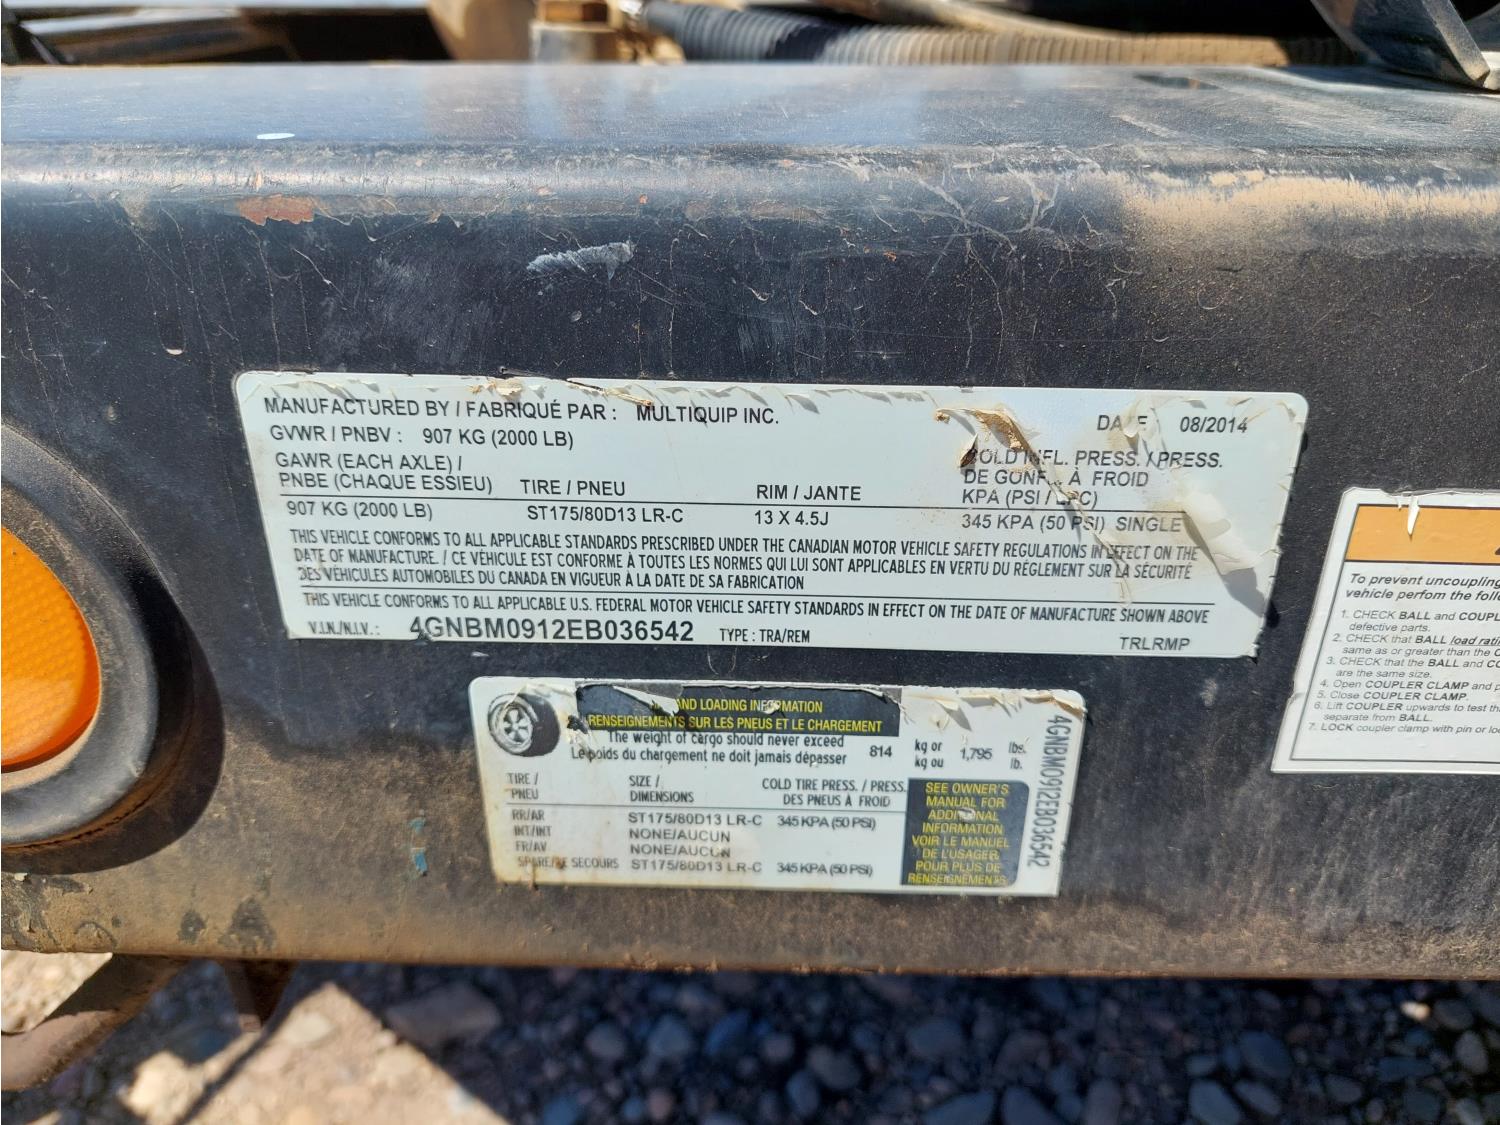 MANUFACTURED BY / FABRIQUÉ PAR : MULTIQUIP INC. DATE 08/2014
GVWR / PNBV : 907 KG (2000 LB)
GAWR (EACH AXLE) /
PNBE (CHAQUE ESSIEU) TIRE / PNEU RIM / JANTE
COLD INFL. PRESS. / PRESS.
DE GONF. À FROID
KPA (PSI / LPC)
907 KG (2000 LB) ST175/80D13 LR-C 13 X 4.5J 345 KPA (50 PSI) SINGLE
THIS VEHICLE CONFORMS TO ALL APPLICABLE STANDARDS PRESCRIBED UNDER THE CANADIAN MOTOR VEHICLE SAFETY REGULATIONS IN EFFECT ON THE
DATE OF MANUFACTURE. / CE VÉHICULE EST CONFORME À TOUTES LES NORMES QUI LUI SONT APPLICABLES EN VERTU DU RÉGLEMENT SUR LA SÉCURITÉ
DES VÉHICULES AUTOMOBILES DU CANADA EN VIGUEUR À LA DATE DE SA FABRICATION
THIS VEHICLE CONFORMS TO ALL APPLICABLE U.S. FEDERAL MOTOR VEHICLE SAFETY STANDARDS IN EFFECT ON THE DATE OF MANUFACTURE SHOWN ABOVE
V.I.N./N.I.V.: 4GNBM0912EB036542 TYPE : TRA/REM TRLRMP
AND LOADING INFORMATION
RENSEIGNEMENTS SUR LES PNEUS ET LE CHARGEMENT
The weight of cargo should never exceed
Le poids du chargement ne doit jamais dépasser
814 kg or
kg ou
1,795 lbs.
lb.
TIRE /
PNEU
SIZE /
DIMENSIONS
COLD TIRE PRESS. / PRESS.
DES PNEUS À FROID
RR/AR ST175/80D13 LR-C 345 KPA (50 PSI)
INT/INT NONE/AUCUN
FR/AV NONE/AUCUN
SPARE/DE SECOURS ST175/80D13 LR-C 345 KPA (50 PSI)
SEE OWNER'S
MANUAL FOR
ADDITIONAL
INFORMATION
VOIR LE MANUEL
DE L'USAGER
POUR PLUS DE
RENSEIGNEMENTS
4GNBM0912EB036542
To prevent uncoupling
vehicle perfom the
1. CHECK BALL and
defective parts.
2. CHECK that BALL load
same as or greater than the
3. CHECK that the BALL and
are the same size.
4. Open COUPLER CLAMP and
5. Close COUPLER CLAMP.
6. Lift COUPLER upwards to test
separate from BALL.
7. LOCK coupler clamp with pin or